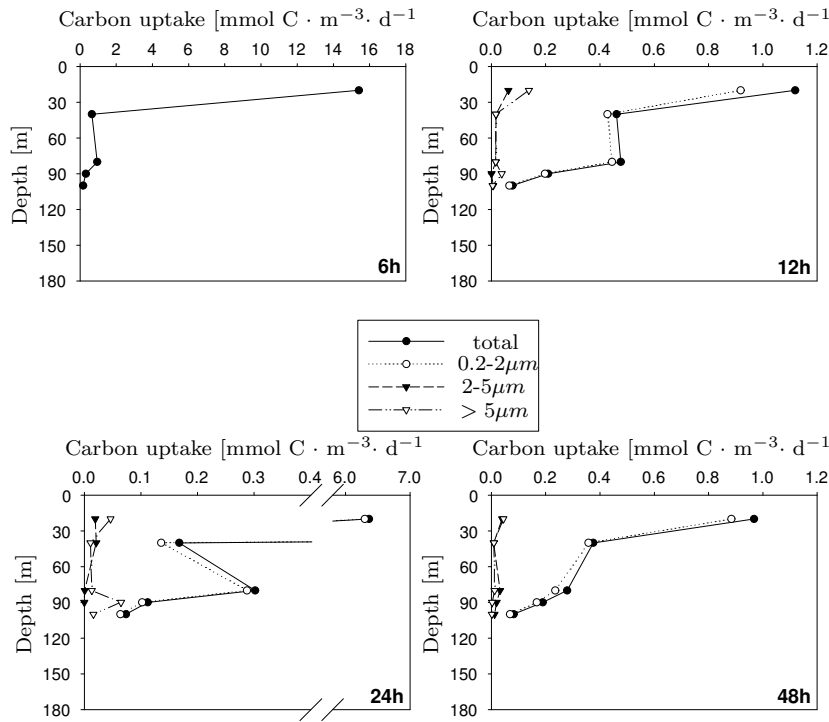 Carbon uptake [mmol C · m⁻³· d⁻¹
0 2 4 6 8 10 12 14 16 18
Depth [m]
0
30
60
90
120
150
180
6h
Carbon uptake [mmol C · m⁻³· d⁻¹
0.0 0.2 0.4 0.6 0.8 1.0 1.2
Depth [m]
0
30
60
90
120
150
180
12h
total
0.2-2μm
2-5μm
> 5μm
Carbon uptake [mmol C · m⁻³· d⁻¹
0.0 0.1 0.2 0.3 0.4 6.0 7.0
Depth [m]
0
30
60
90
120
150
180
24h
Carbon uptake [mmol C · m⁻³· d⁻¹
0.0 0.2 0.4 0.6 0.8 1.0 1.2
Depth [m]
0
30
60
90
120
150
180
48h